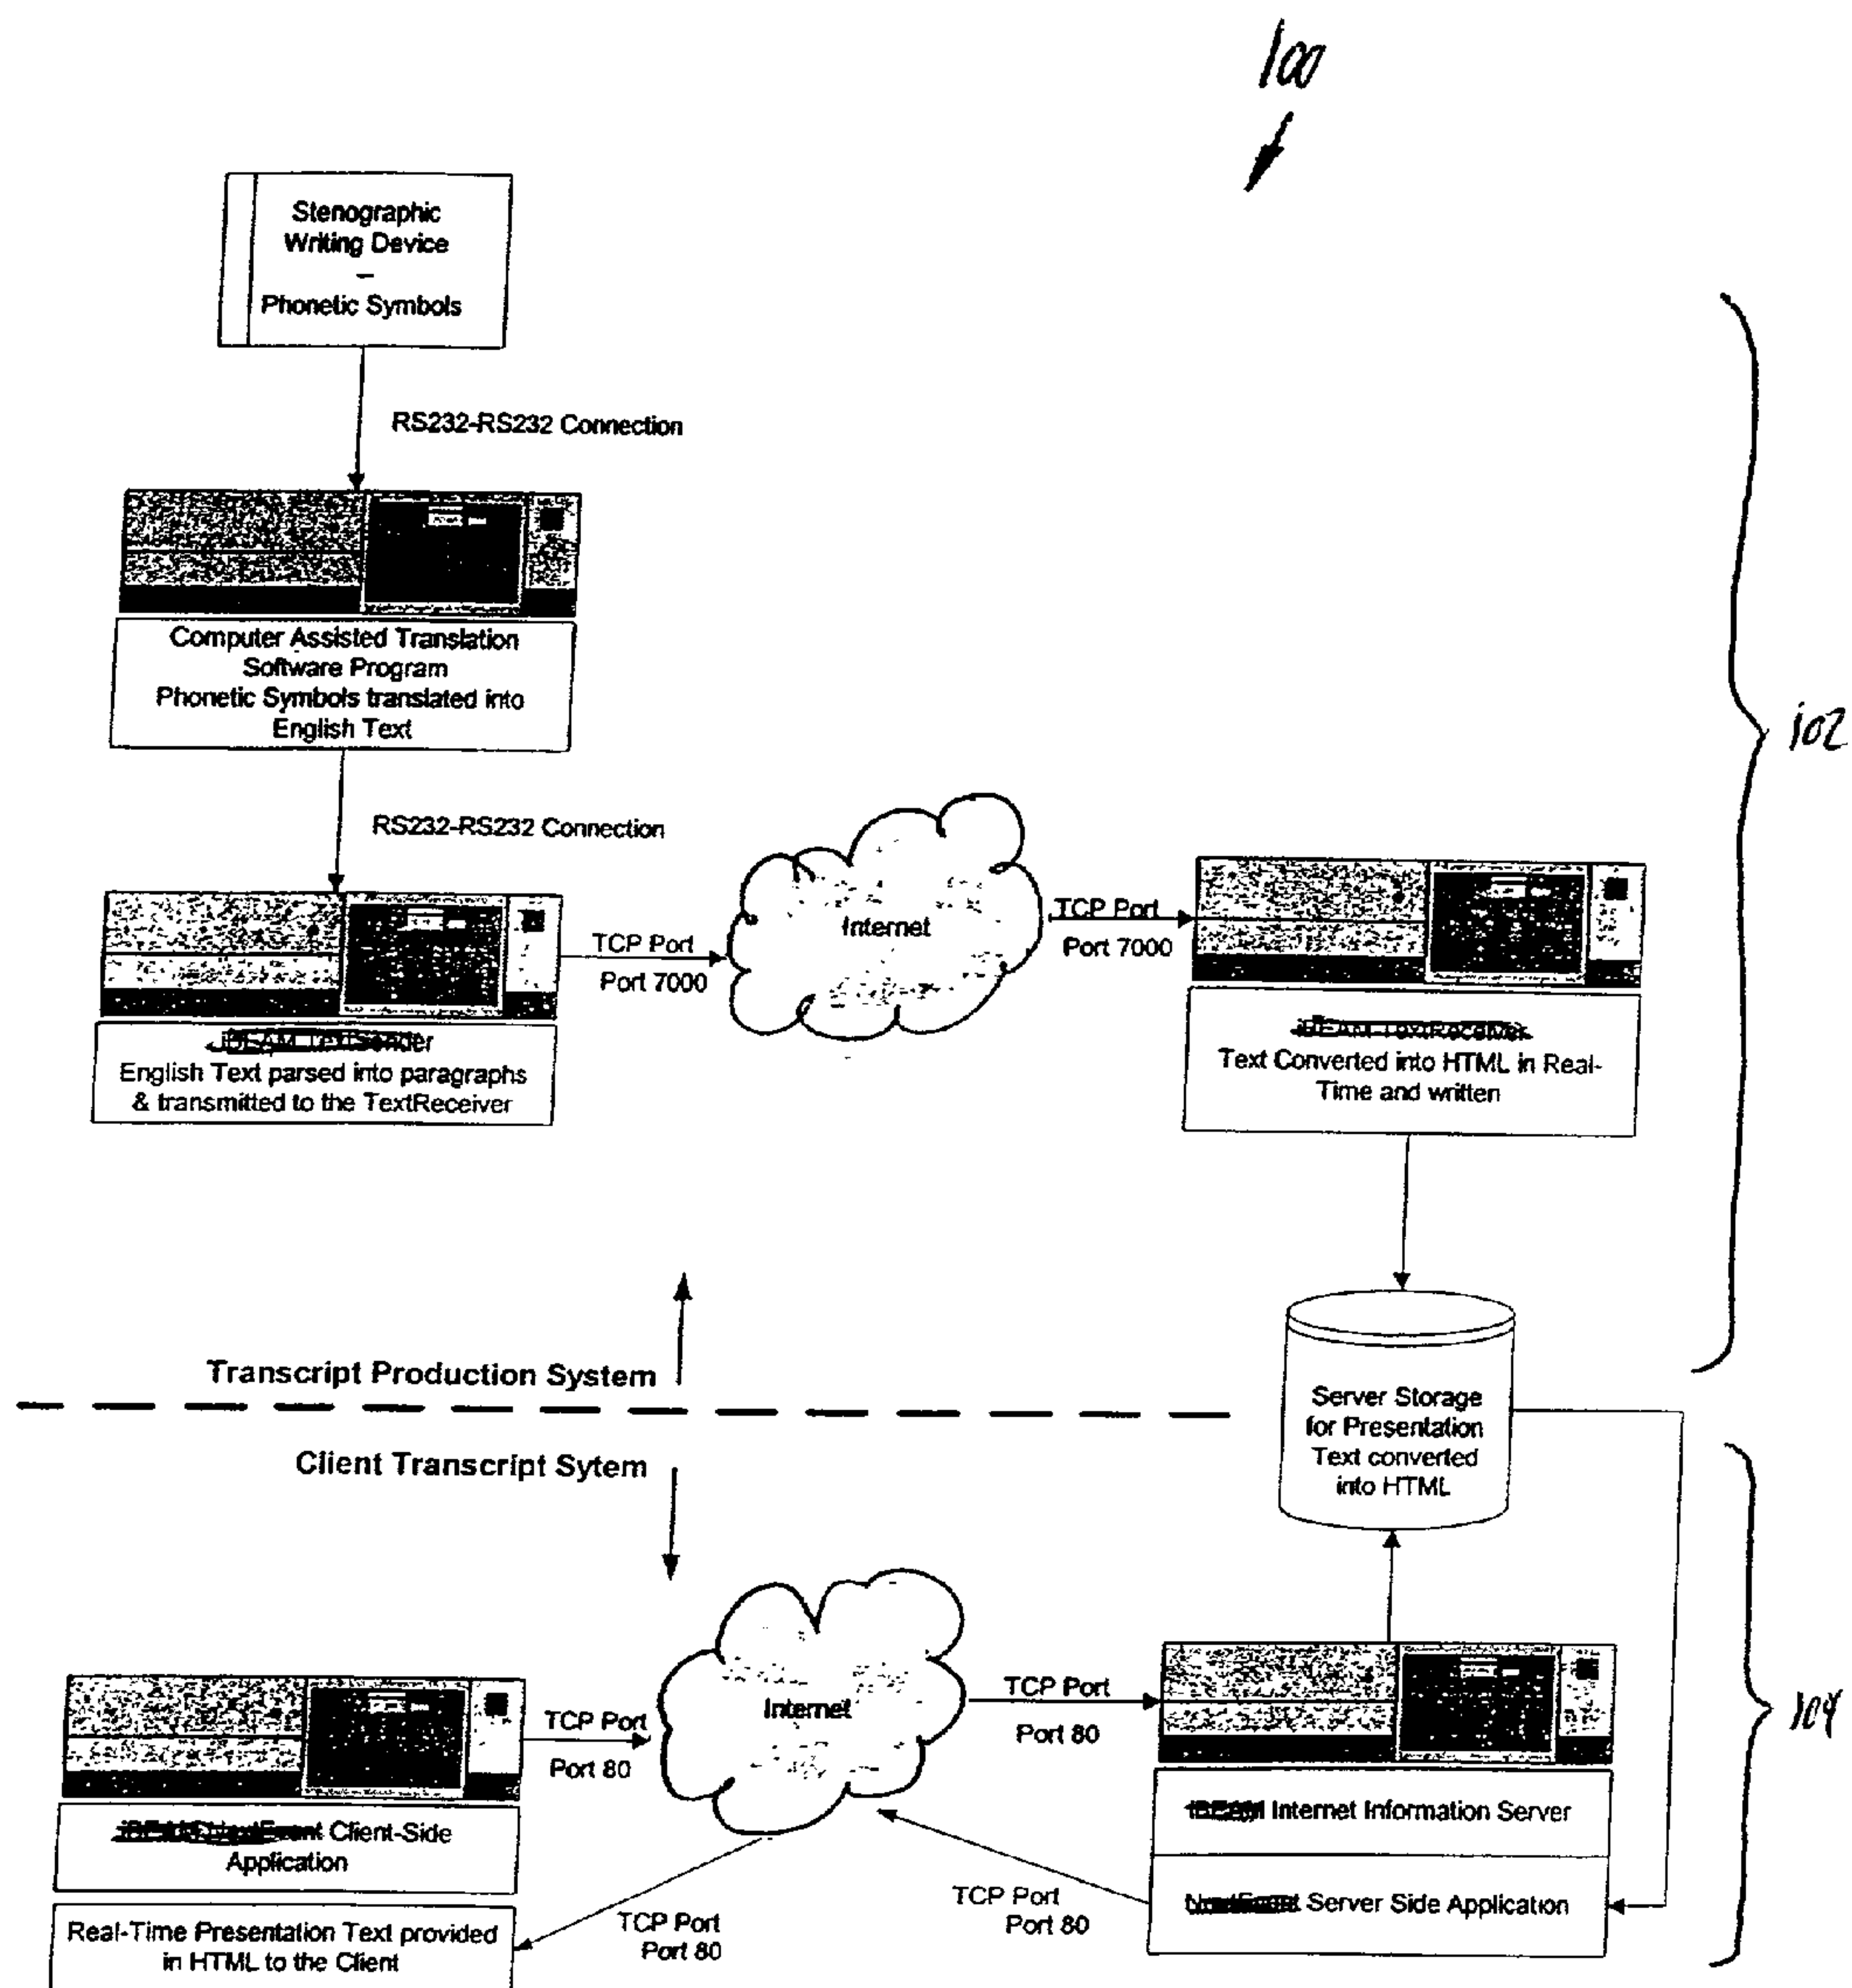 100
Stenographic
Writing Device
–
Phonetic Symbols
RS232-RS232 Connection
102
Computer Assisted Translation
Software Program
Phonetic Symbols translated into
English Text
RS232-RS232 Connection
Internet
TCP Port
Port 7000
TCP Port
Port 7000
iBEAM TextSender
English Text parsed into paragraphs
& transmitted to the TextReceiver
iBEAM TextReceiver
Text Converted into HTML in Real-
Time and written
Transcript Production System
Client Transcript Sytem
Server Storage
for Presentation
Text converted
into HTML
104
Internet
TCP Port
Port 80
TCP Port
Port 80
Client-Side
Application
iBEAM Internet Information Server
Server Side Application
TCP Port
Port 80
TCP Port
Port 80
Real-Time Presentation Text provided
in HTML to the Client